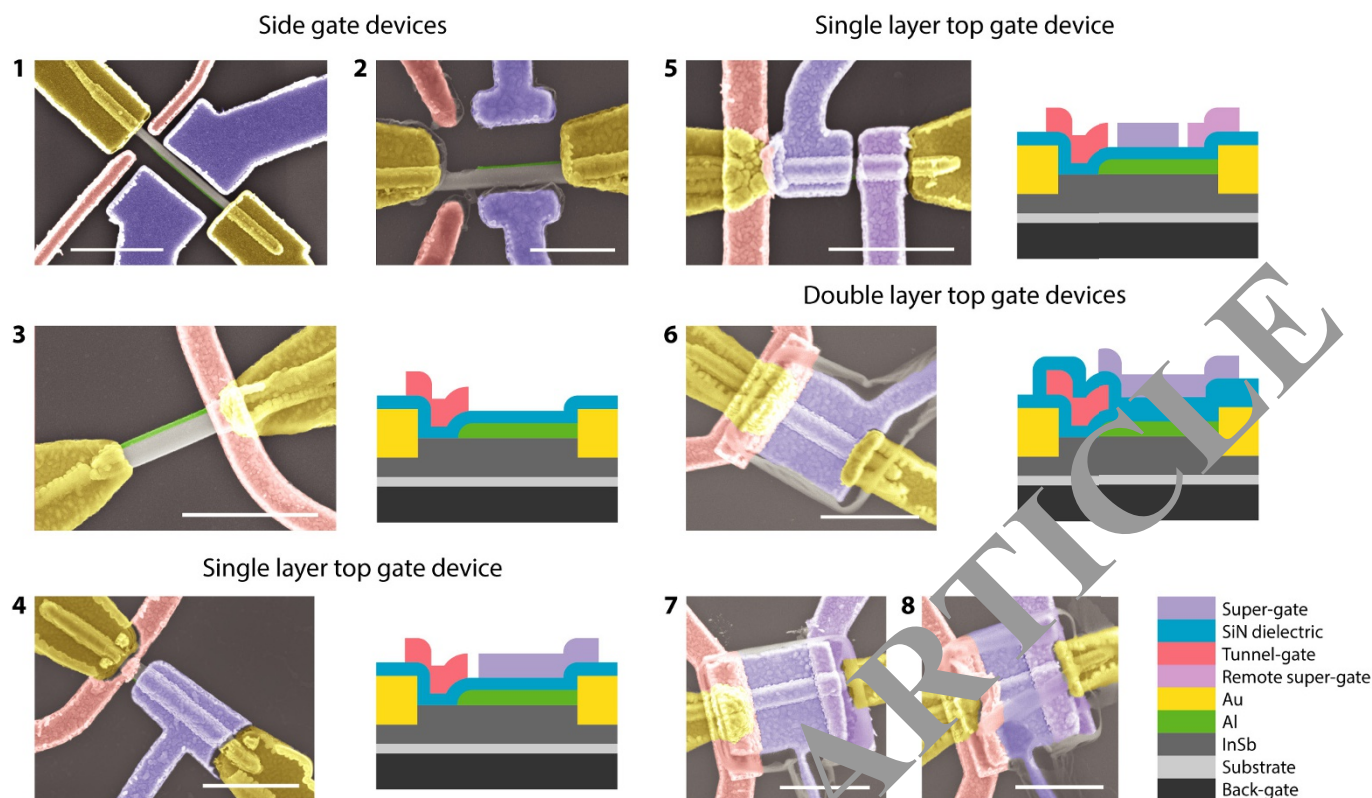 Side gate devices
Single layer top gate device
1
2
5
Double layer top gate devices
3
6
Single layer top gate device
4
7
8
Super-gate
SiN dielectric
Tunnel-gate
Remote super-gate
Au
Al
InSb
Substrate
Back-gate
ARTICLE